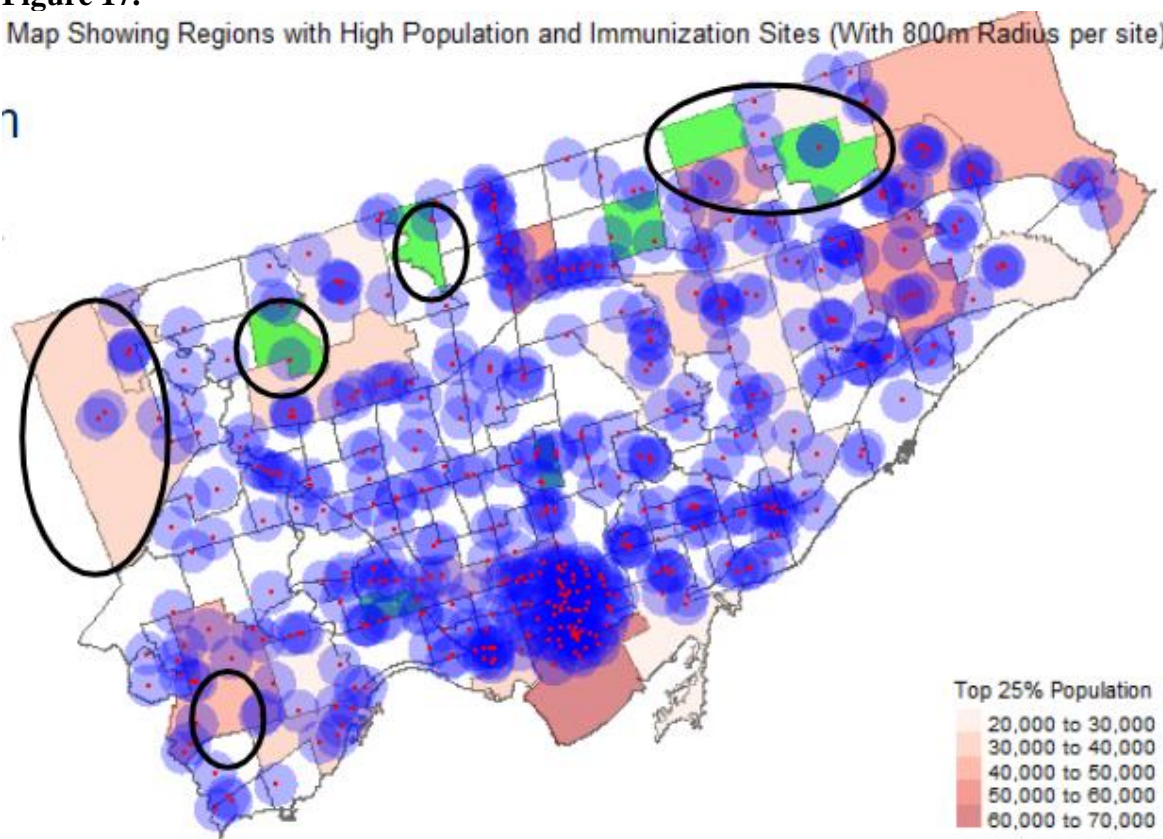 Figure 17.
Map Showing Regions with High Population and Immunization Sites (With 800m Radius per site)
n
Top 25% Population
20,000 to 30,000
30,000 to 40,000
40,000 to 50,000
50,000 to 60,000
60,000 to 70,000